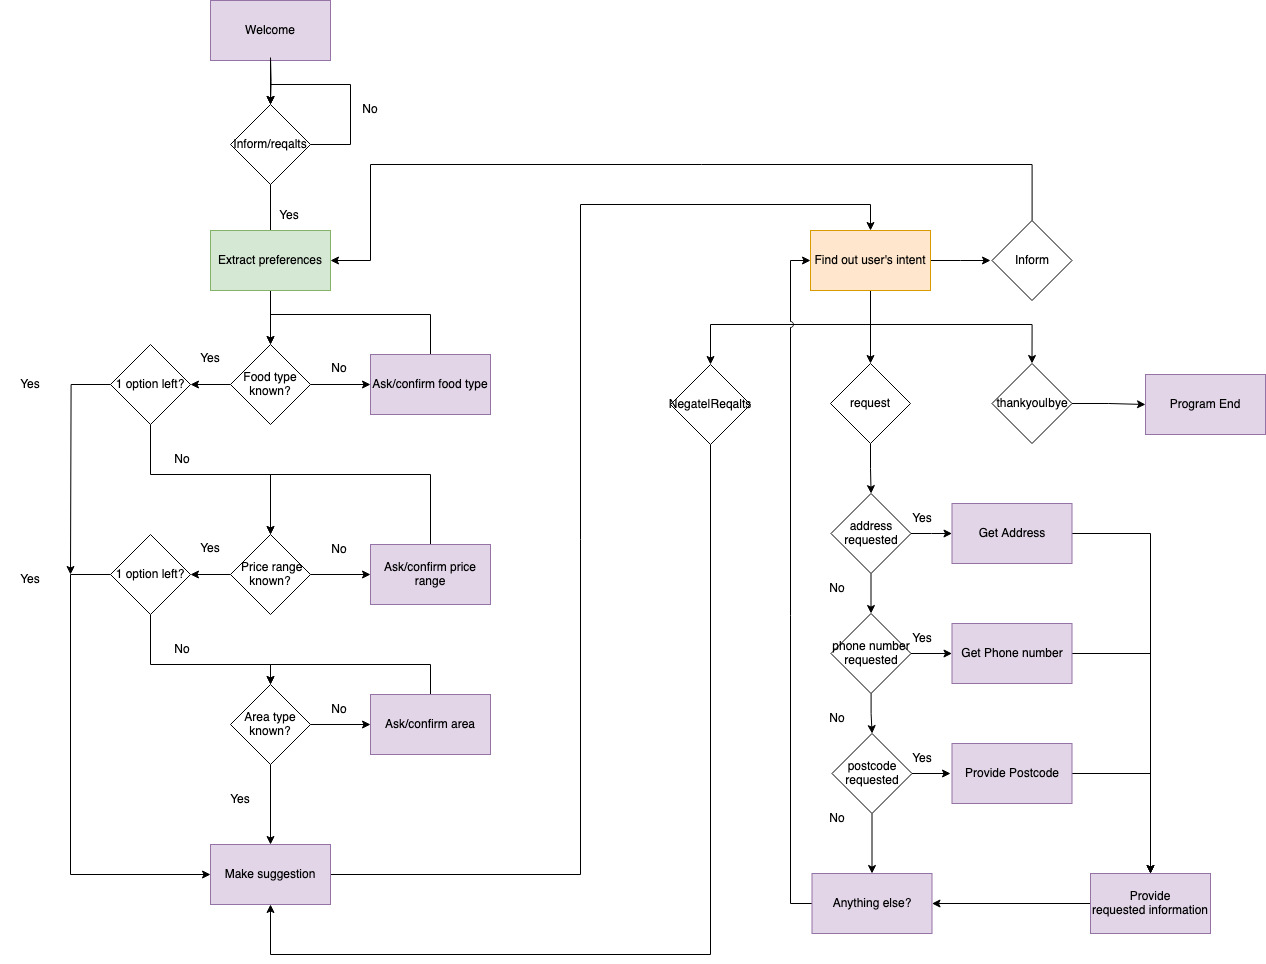 Welcome
No
Inform/reqalts
Yes
Extract preferences
Find out user's intent
Inform
Yes
Yes
1 option left?
Food type
known?
No
Ask/confirm food type
Negate|Reqalts
request
thankyou|bye
Program End
No
Yes
1 option left?
Yes
Price range
known?
No
Ask/confirm price
range
address
requested
Yes
Get Address
No
No
phone number
requested
Yes
Get Phone number
Area type
known?
No
Ask/confirm area
No
postcode
requested
Yes
Provide Postcode
Yes
No
Make suggestion
Anything else?
Provide
requested information